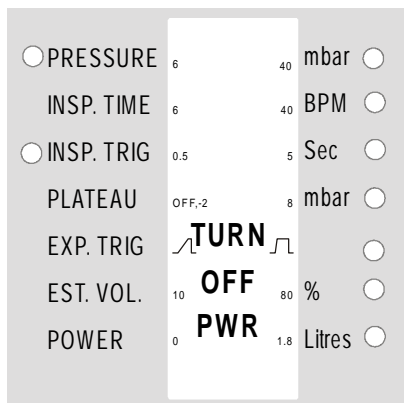 PRESSURE 6 40 mbar
INSP. TIME 6 40 BPM
INSP. TRIG 0.5 5 Sec
PLATEAU OFF,-2 8 mbar
EXP. TRIG TURN
EST. VOL. 10 OFF 80 %
POWER 0 PWR 1.8 Litres